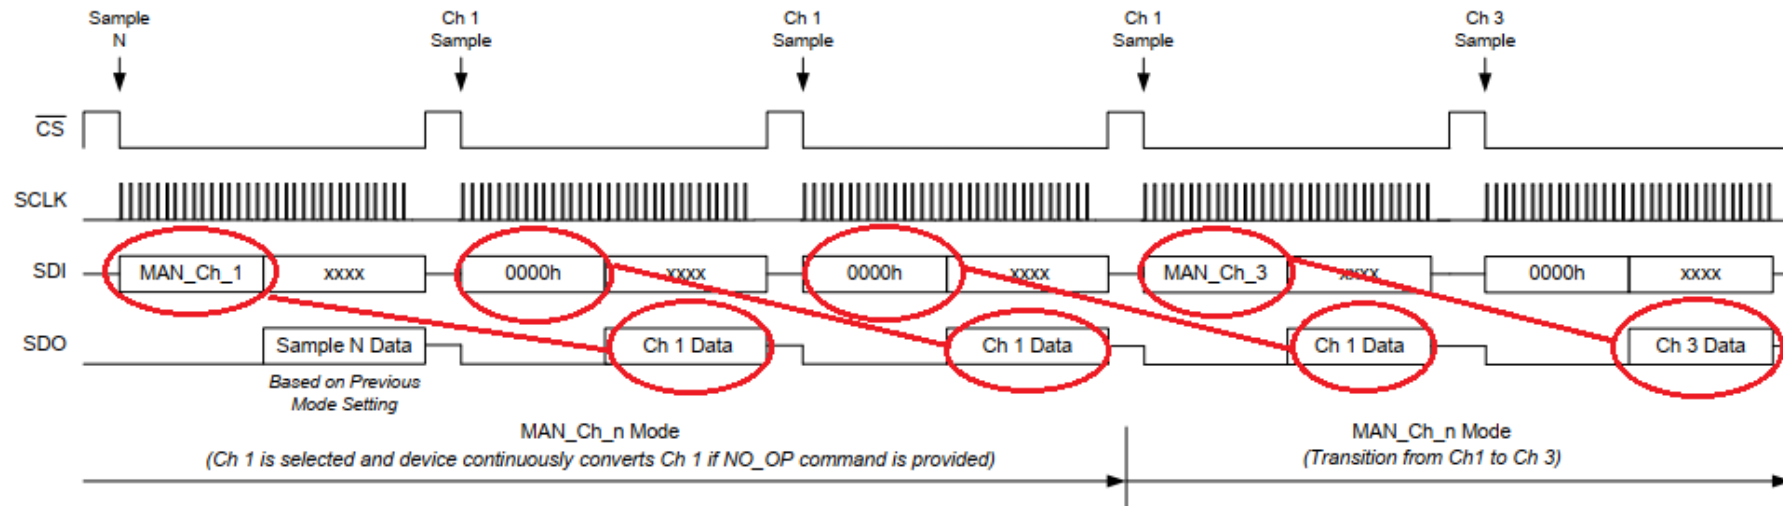 Sample
N
Ch 1
Sample
Ch 1
Sample
Ch 1
Sample
Ch 3
Sample
CS
SCLK
SDI
MAN_Ch_1
xxxx
0000h
xxxx
0000h
xxxx
MAN_Ch_3
xxxx
0000h
xxxx
SDO
Sample N Data
Ch 1 Data
Ch 1 Data
Ch 1 Data
Ch 3 Data
Based on Previous
Mode Setting
MAN_Ch_n Mode
(Ch 1 is selected and device continuously converts Ch 1 if NO_OP command is provided)
MAN_Ch_n Mode
(Transition from Ch1 to Ch 3)